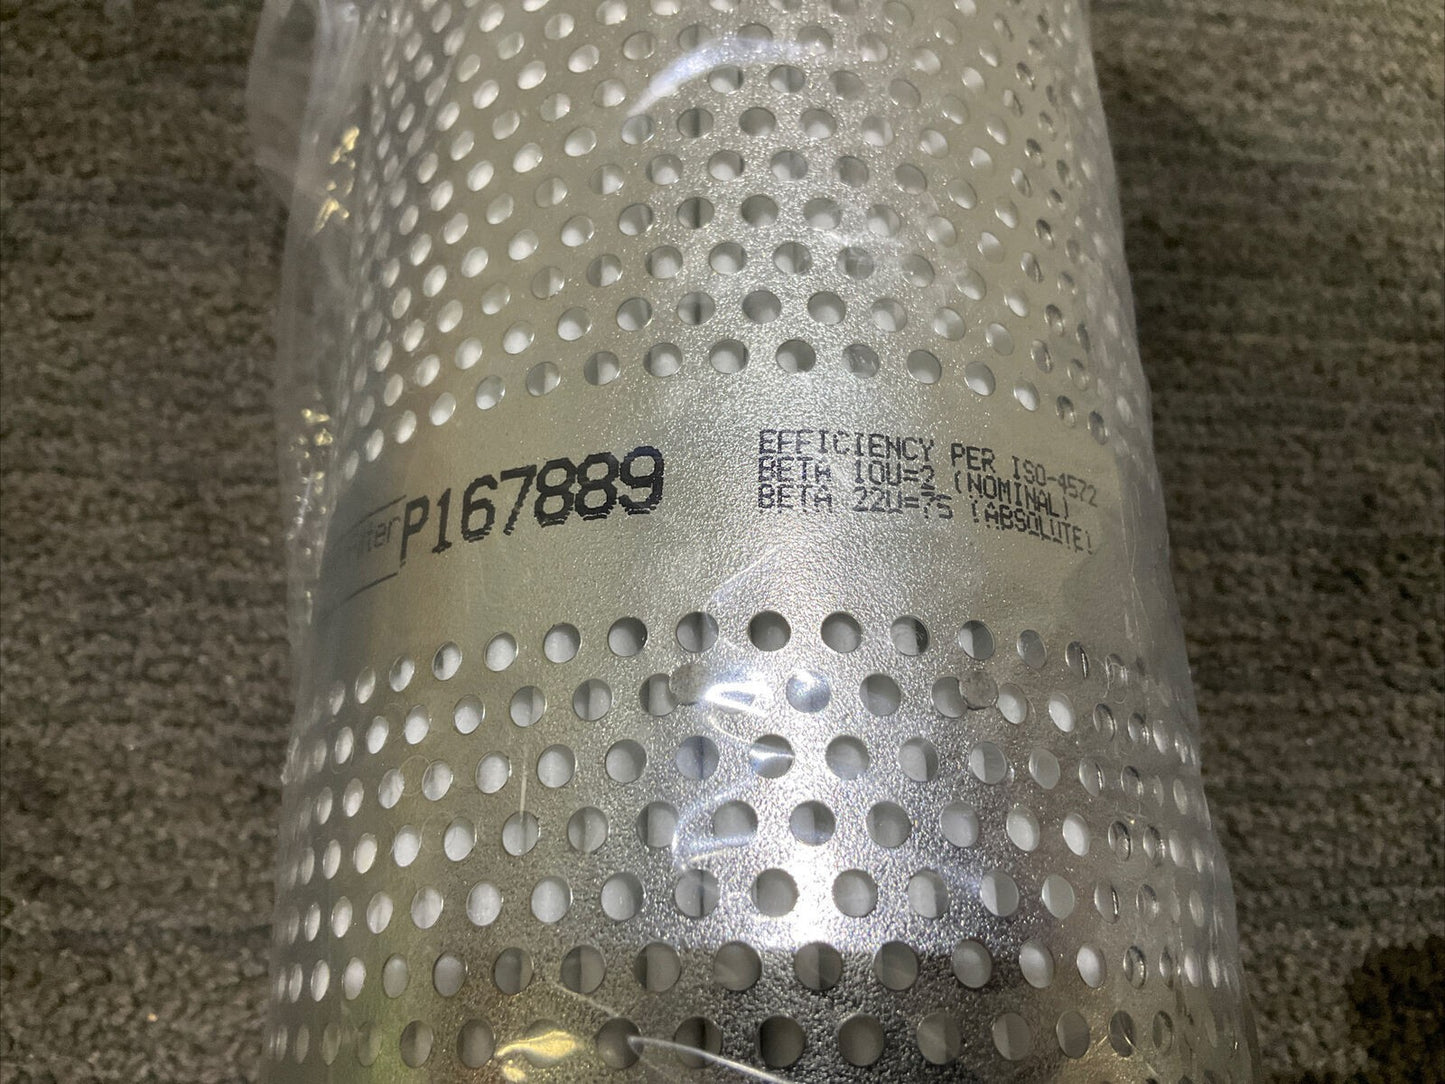 P167889
EFFICIENCY PER ISO-4572
BETA 10U=2 (NOMINAL)
BETA 22U=75 (ABSOLUTE)